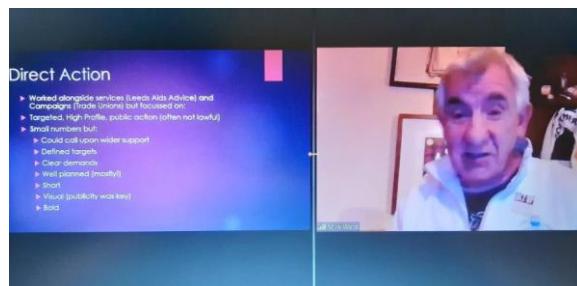 Direct Action
Worked alongside services (Leeds Aids Advice) and
Campaigns (Trade Unions) but focussed on:
Targeted, High Profile, public action (often not lawful)
Small numbers but:
Could call upon wider support
Defined targets
Clear demands
Well planned (mostly!)
Short
Visual (publicity was key)
Bold